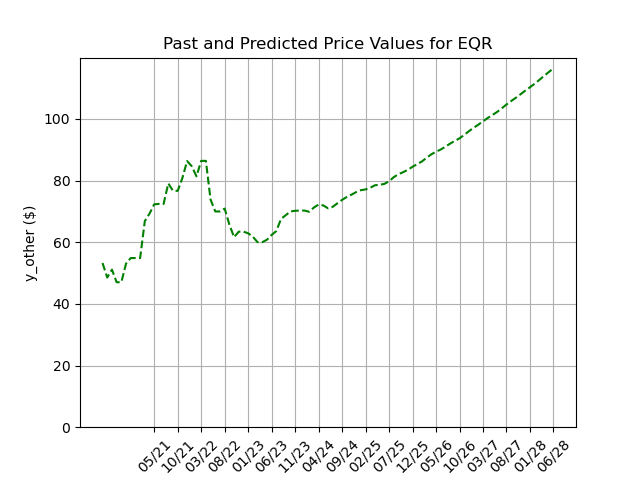 Past and Predicted Price Values for EQR
y_other ($)
100
80
60
40
20
0
05/21 10/21 03/22 08/22 01/23 06/23 11/23 04/24 09/24 02/25 07/25 12/25 05/26 10/26 03/27 08/27 01/28 06/28